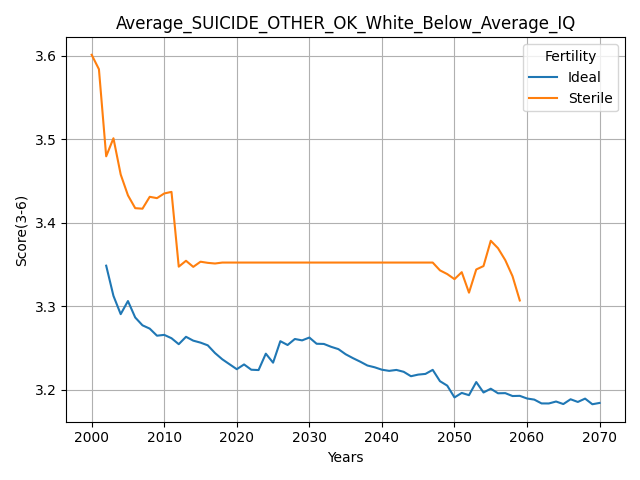 Average_SUICIDE_OTHER_OK_White_Below_Average_IQ
Fertility
Ideal
Sterile
Score(3-6)
3.6
3.5
3.4
3.3
3.2
2000 2010 2020 2030 2040 2050 2060 2070
Years